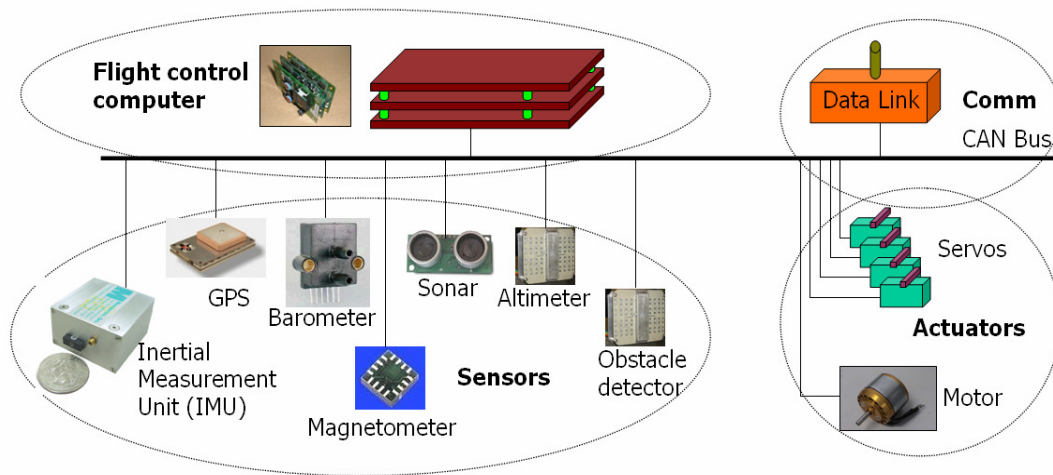 Flight control
computer
Data Link
Comm
CAN Bus
GPS
Barometer
Sonar
Altimeter
Servos
Inertial
Measurement
Unit (IMU)
Magnetometer
Sensors
Obstacle
detector
Actuators
Motor